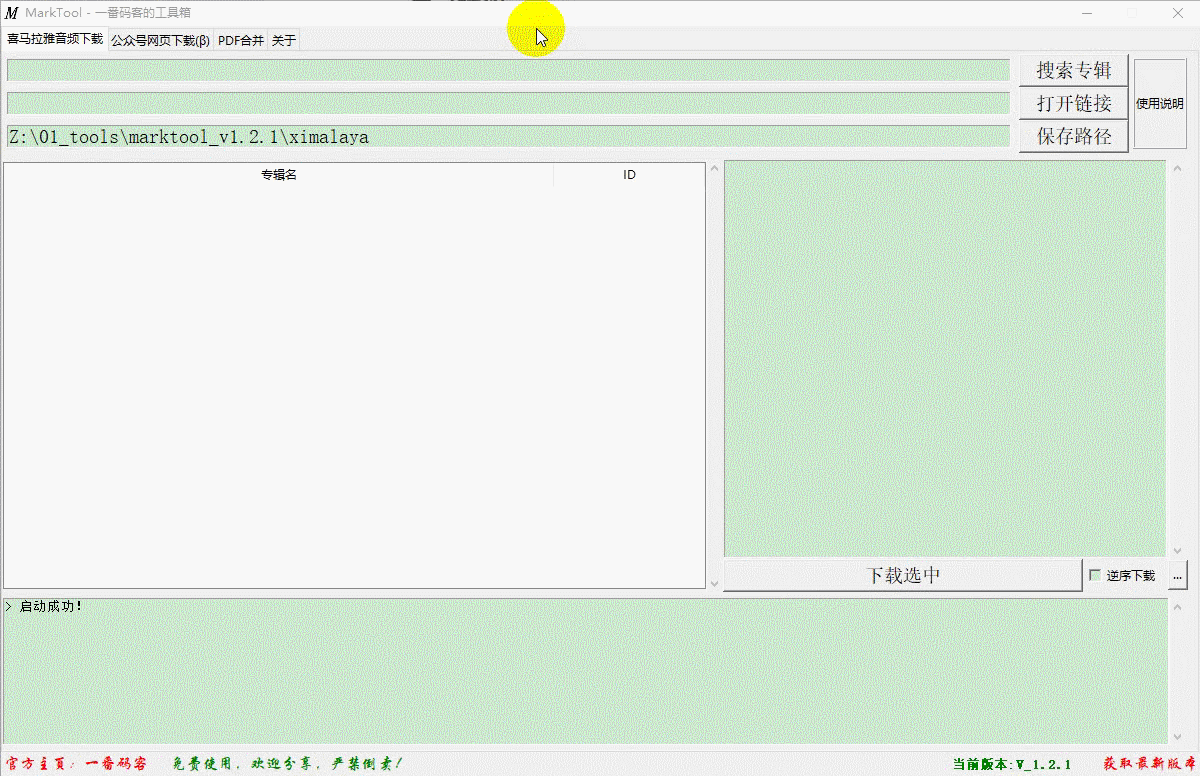 M MarkTool - 一番码客的工具箱
喜马拉雅音频下载 公众号网页下载(β) PDF合并 关于
搜索专辑
打开链接
使用说明
Z:\01_tools\marktool_v1.2.1\ximalaya 保存路径
专辑名 ID
下载选中 逆序下载 ...
> 启动成功!
官方主页: 一番码客 免费使用, 欢迎分享, 严禁倒卖! 当前版本:V_1.2.1 获取最新版库